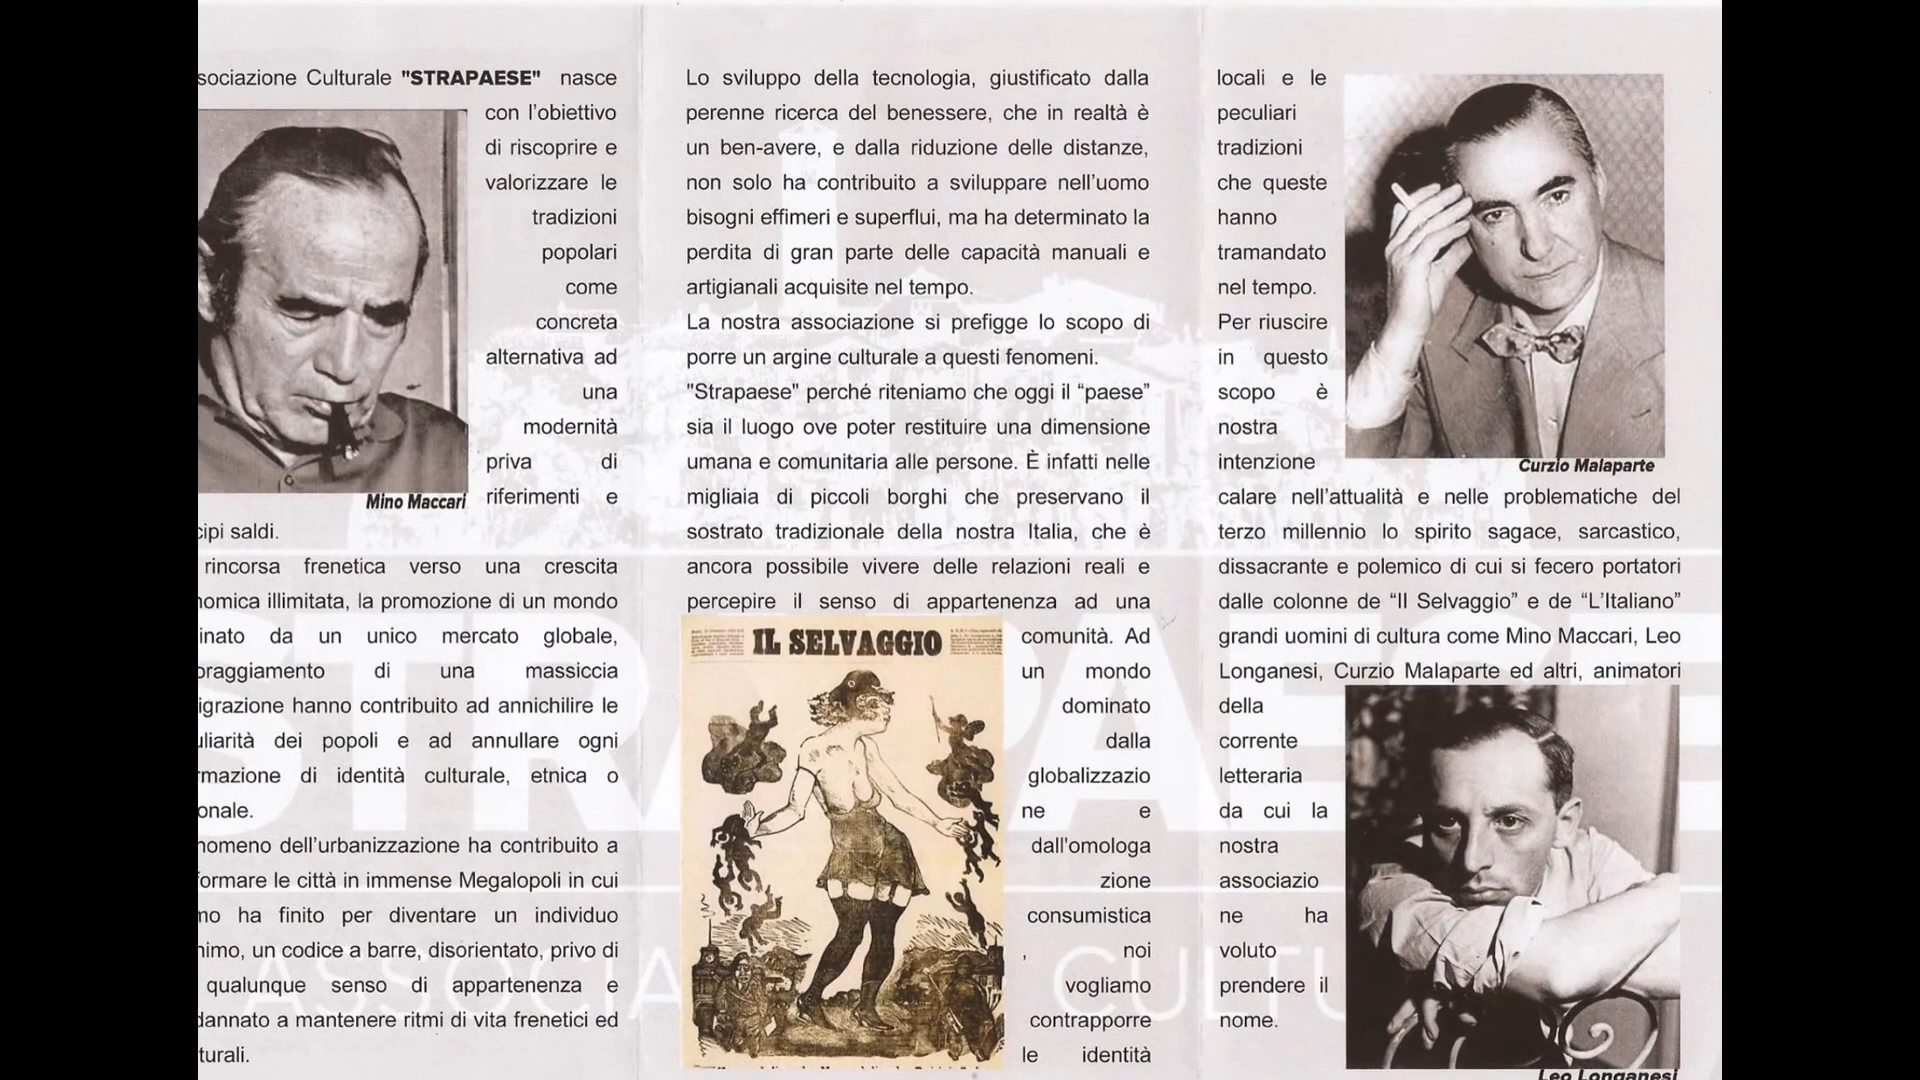 sociazione Culturale "STRAPAESE" nasce
con l'obiettivo
di riscoprire e
valorizzare le
tradizioni
popolari
come
concreta
alternativa ad
una
modernità
priva di
riferimenti e
Mino Maccari
cipi saldi.
rincorsa frenetica verso una crescita
nomica illimitata, la promozione di un mondo
inato da un unico mercato globale,
oraggiamento di una massiccia
igrazione hanno contribuito ad annichilire le
uliarità dei popoli e ad annullare ogni
rmazione di identità culturale, etnica o
onale.
nomeno dell'urbanizzazione ha contribuito a
formare le città in immense Megalopoli in cui
mo ha finito per diventare un individuo
nimo, un codice a barre, disorientato, privo di
qualunque senso di appartenenza e
dannato a mantenere ritmi di vita frenetici ed
turali.
Lo sviluppo della tecnologia, giustificato dalla
perenne ricerca del benessere, che in realtà è
un ben-avere, e dalla riduzione delle distanze,
non solo ha contribuito a sviluppare nell'uomo
bisogni effimeri e superflui, ma ha determinato la
perdita di gran parte delle capacità manuali e
artigianali acquisite nel tempo.
La nostra associazione si prefigge lo scopo di
porre un argine culturale a questi fenomeni.
"Strapaese" perché riteniamo che oggi il “paese”
sia il luogo ove poter restituire una dimensione
umana e comunitaria alle persone. È infatti nelle
migliaia di piccoli borghi che preservano il
sostrato tradizionale della nostra Italia, che è
ancora possibile vivere delle relazioni reali e
percepire il senso di appartenenza ad una
IL SELVAGGIO
comunità. Ad
un mondo
dominato
dalla
globalizzazio
ne e
dall'omologa
zione
consumistica
, noi
vogliamo
contrapporre
le identità
locali e le
peculiari
tradizioni
che queste
hanno
tramandato
nel tempo.
Per riuscire
in questo
scopo è
nostra
intenzione
Curzio Malaparte
calare nell'attualità e nelle problematiche del
terzo millennio lo spirito sagace, sarcastico,
dissacrante e polemico di cui si fecero portatori
dalle colonne de “Il Selvaggio” e de “L'Italiano”
grandi uomini di cultura come Mino Maccari, Leo
Longanesi, Curzio Malaparte ed altri, animatori
della
corrente
letteraria
da cui la
nostra
associazio
ne ha
voluto
prendere il
nome.
Leo Longanesi
STRAPAESE
ASSOCIA CULTU